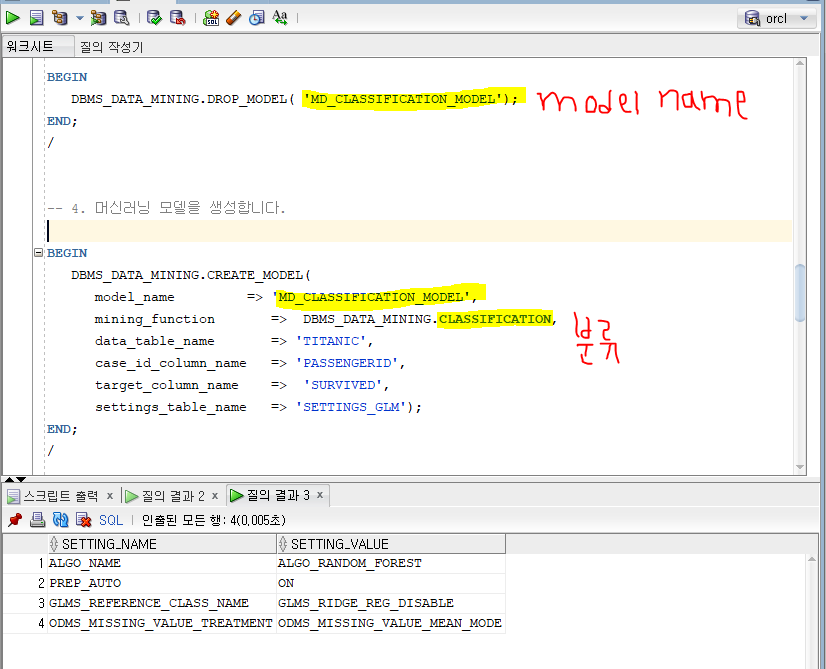 orcl
워크시트 질의 작성기
BEGIN
DBMS_DATA_MINING.DROP_MODEL( 'MD_CLASSIFICATION_MODEL'); model name
END;
/
-- 4. 머신러닝 모델을 생성합니다.
BEGIN
DBMS_DATA_MINING.CREATE_MODEL(
model_name => 'MD_CLASSIFICATION_MODEL',
mining_function => DBMS_DATA_MINING.CLASSIFICATION, 분류
data_table_name => 'TITANIC',
case_id_column_name => 'PASSENGERID',
target_column_name => 'SURVIVED',
settings_table_name => 'SETTINGS_GLM');
END;
/
스크립트 출력 x 질의 결과 2 x 질의 결과 3 x
SQL 인출된 모든 행: 4(0,005초)
SETTING_NAME SETTING_VALUE
1 ALGO_NAME ALGO_RANDOM_FOREST
2 PREP_AUTO ON
3 GLMS_REFERENCE_CLASS_NAME GLMS_RIDGE_REG_DISABLE
4 ODMS_MISSING_VALUE_TREATMENT ODMS_MISSING_VALUE_MEAN_MODE